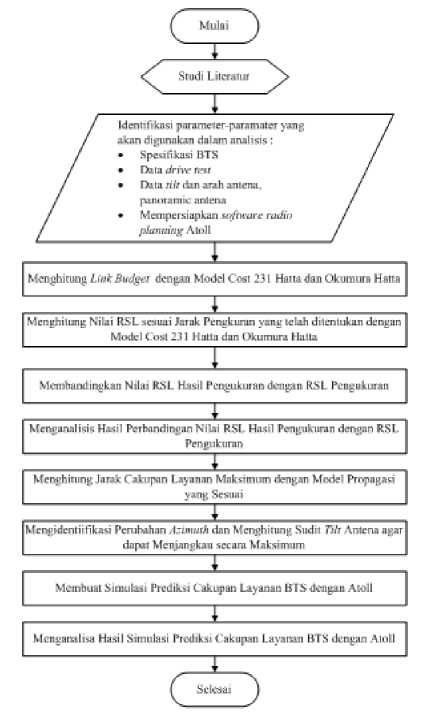 Mulai
Studi Literatur
Identifikasi parameter-paramater yang
akan digunakan dalam analisis :
• Spesifikasi BTS
• Data drive test
• Data tilt dan arah antena,
panoramic antena
• Mempersiapkan software radio
planning Atoll
Menghitung Link Budget dengan Model Cost 231 Hatta dan Okumura Hatta
Menghitung Nilai RSL sesuai Jarak Pengkuran yang telah ditentukan dengan
Model Cost 231 Hatta dan Okumura Hatta
Membandingkan Nilai RSL Hasil Pengukuran dengan RSL Pengukuran
Menganalisis Hasil Perbandingan Nilai RSL Hasil Pengukuran dengan RSL
Pengukuran
Menghitung Jarak Cakupan Layanan Maksimum dengan Model Propagasi
yang Sesuai
Mengidentiifikasi Perubahan Azimush dan Menghitung Sudit Tilt Antena agar
dapat Menjangkau secara Maksimum
Membuat Simulasi Prediksi Cakupan Layanan BTS dengan Atoll
Menganalisa Hasil Simulasi Prediksi Cakupan Layanan BTS dengan Atoll
Selesai